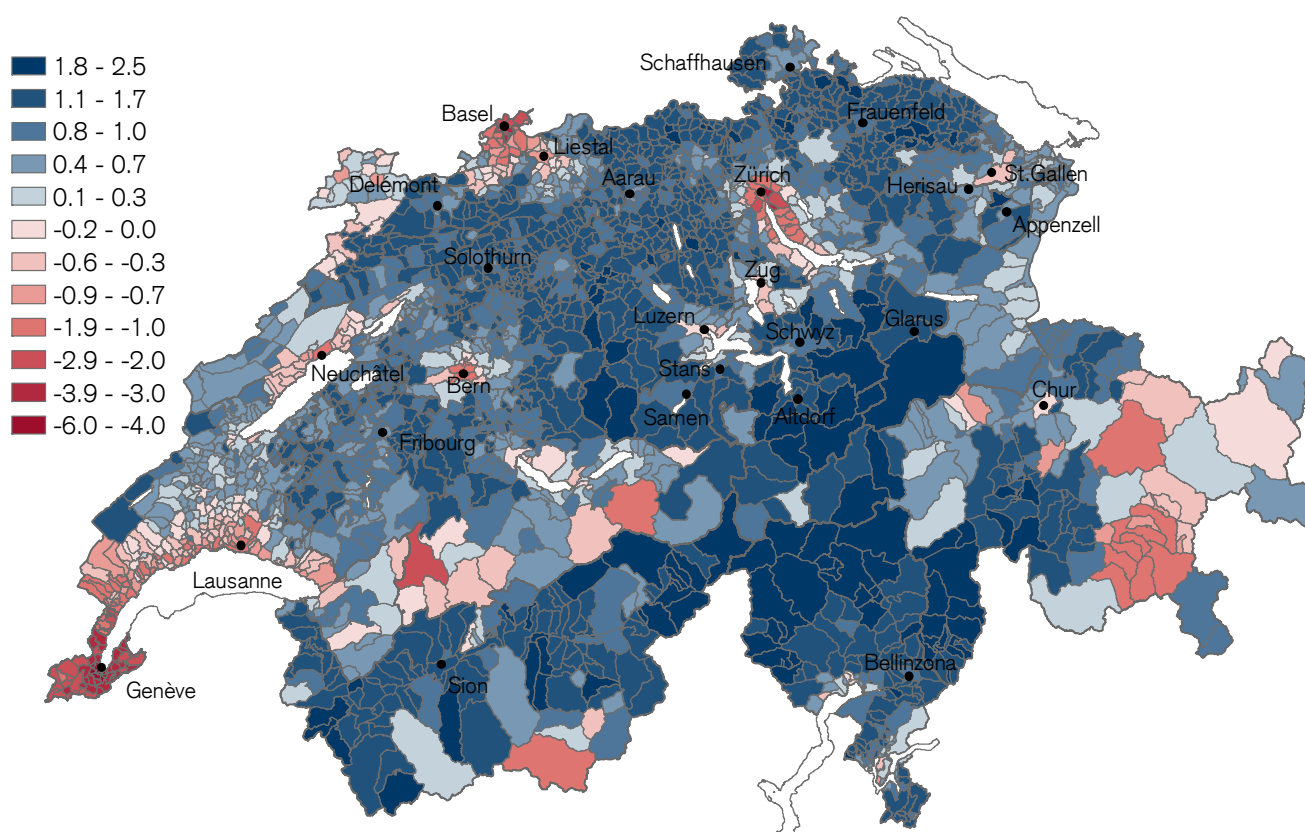 1.8 - 2.5
1.1 - 1.7
0.8 - 1.0
0.4 - 0.7
0.1 - 0.3
-0.2 - 0.0
-0.6 - -0.3
-0.9 - -0.7
-1.9 - -1.0
-2.9 - -2.0
-3.9 - -3.0
-6.0 - -4.0
Schaffhausen
Basel
Frauenfeld
Liestal
Delémont
Aarau
Zürich
Herisau
St.Gallen
Appenzell
Solothurn
Zug
Luzern
Schwyz
Glarus
Neuchâtel
Bern
Stans
Sarnen
Altdorf
Chur
Fribourg
Lausanne
Genève
Sion
Bellinzona